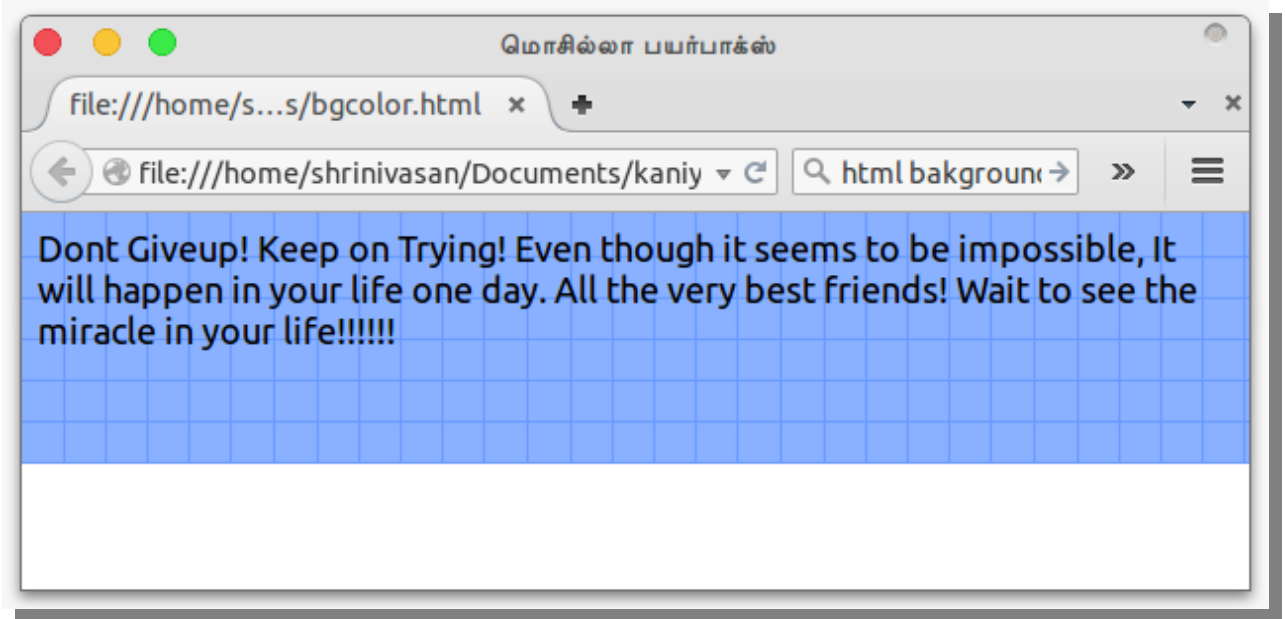 மொசில்லா பயர்பாக்ஸ்
file:///home/s...s/bgcolor.html
file:///home/shrinivasan/Documents/kaniy
html bakgroun
Dont Giveup! Keep on Trying! Even though it seems to be impossible, It
will happen in your life one day. All the very best friends! Wait to see the
miracle in your life!!!!!!